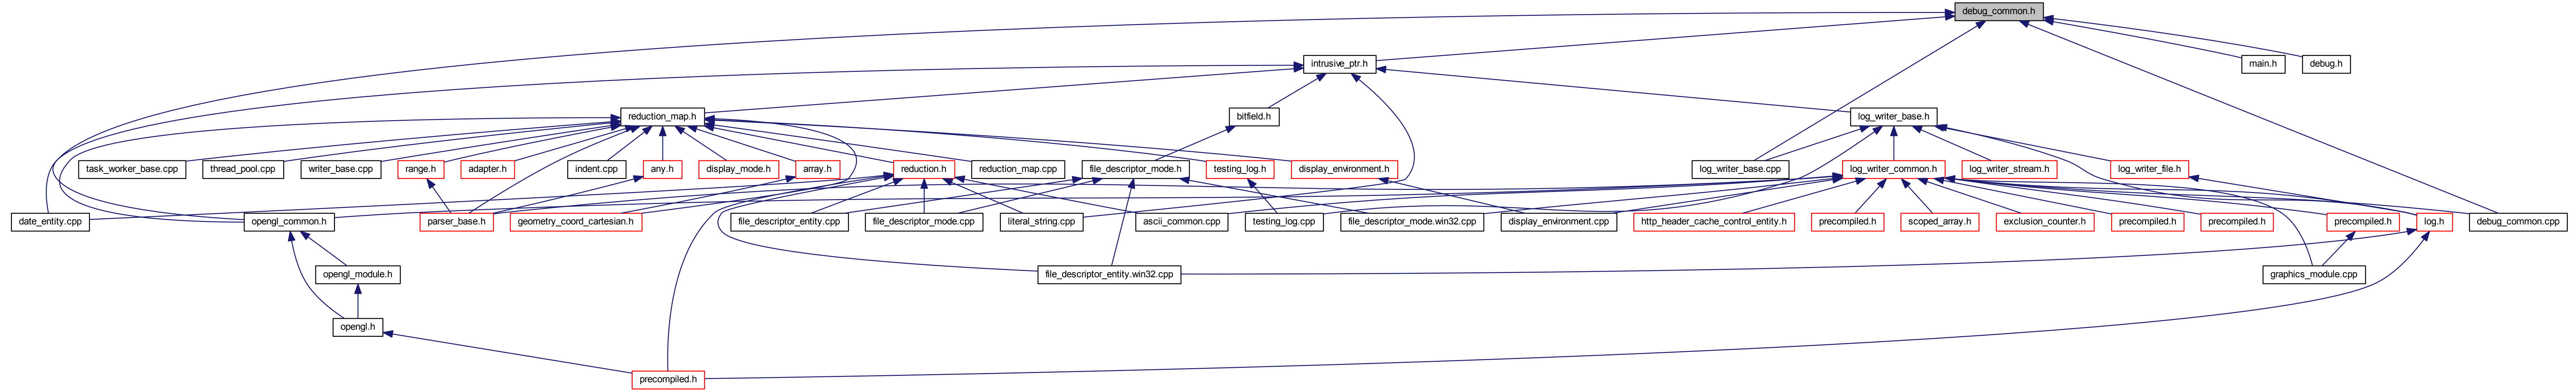 debug_common.h
intrusive_ptr.h
main.h
debug.h
reduction_map.h
bitfield.h
log_writer_base.h
task_worker_base.cpp
thread_pool.cpp
writer_base.cpp
range.h
adapter.h
indent.cpp
any.h
display_mode.h
array.h
reduction.h
reduction_map.cpp
file_descriptor_mode.h
testing_log.h
display_environment.h
log_writer_base.cpp
log_writer_common.h
log_writer_stream.h
log_writer_file.h
date_entity.cpp
opengl_common.h
parser_base.h
geometry_coord_cartesian.h
file_descriptor_entity.cpp
file_descriptor_mode.cpp
literal_string.cpp
ascii_common.cpp
testing_log.cpp
file_descriptor_mode.win32.cpp
display_environment.cpp
http_header_cache_control_entity.h
precompiled.h
scoped_array.h
exclusion_counter.h
precompiled.h
precompiled.h
precompiled.h
log.h
debug_common.cpp
opengl_module.h
file_descriptor_entity.win32.cpp
graphics_module.cpp
opengl.h
precompiled.h